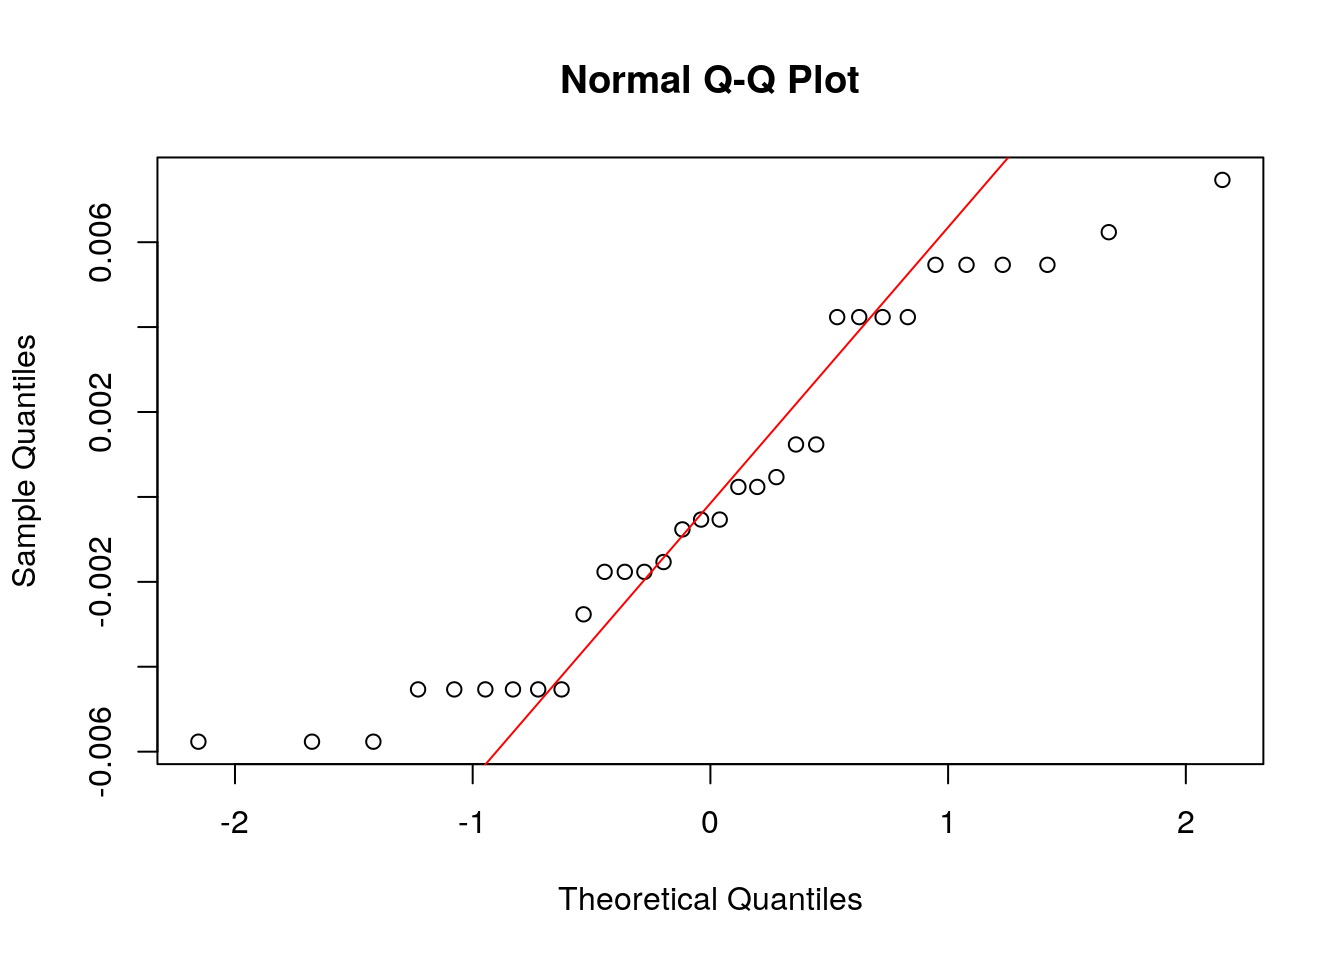 Normal Q-Q Plot
Sample Quantiles
0.006
0.002
-0.002
-0.006
-2 -1 0 1 2
Theoretical Quantiles